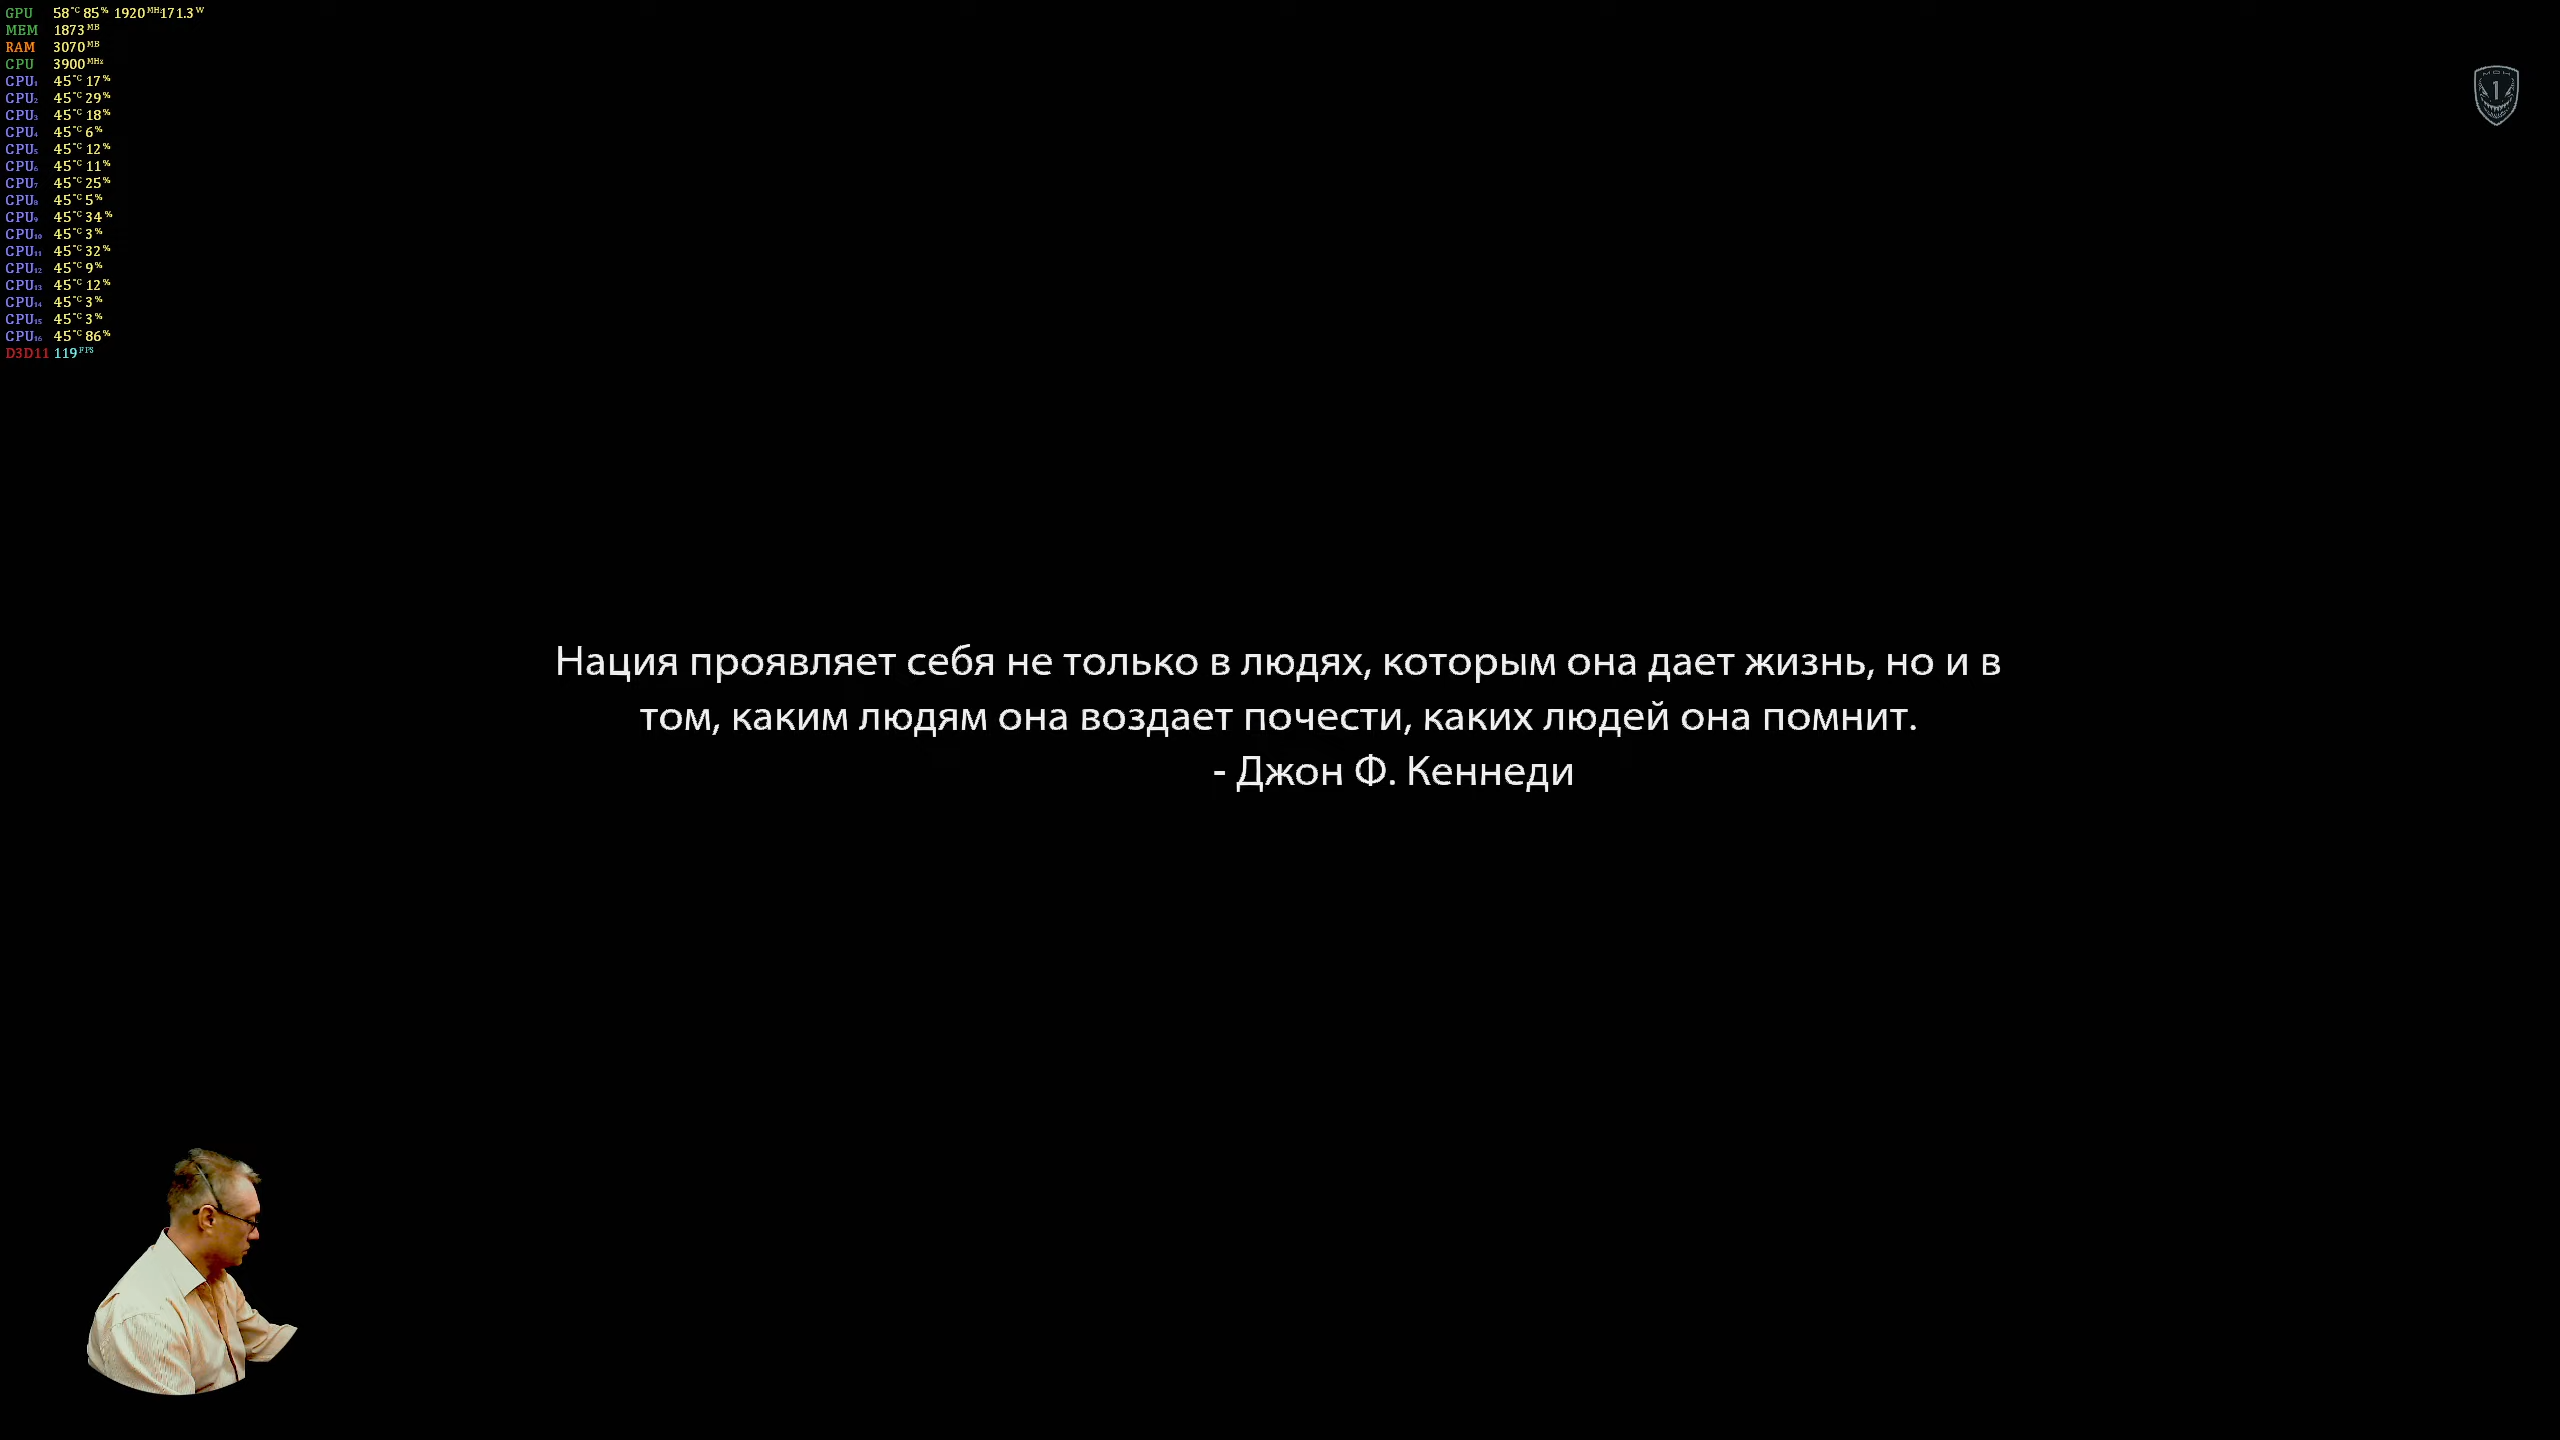 GPU 58°C 85% 1920MHz 171.3W
MEM 1873MB
RAM 3070MB
CPU 3900MHz
CPU1 45°C 17%
CPU2 45°C 29%
CPU3 45°C 18%
CPU4 45°C 6%
CPU5 45°C 12%
CPU6 45°C 11%
CPU7 45°C 25%
CPU8 45°C 5%
CPU9 45°C 34%
CPU10 45°C 3%
CPU11 45°C 32%
CPU12 45°C 9%
CPU13 45°C 12%
CPU14 45°C 3%
CPU15 45°C 3%
CPU16 45°C 86%
D3D11 119FPS
MOH
1
Нация проявляет себя не только в людях, которым она дает жизнь, но и в
том, каким людям она воздает почести, каких людей она помнит.
- Джон Ф. Кеннеди